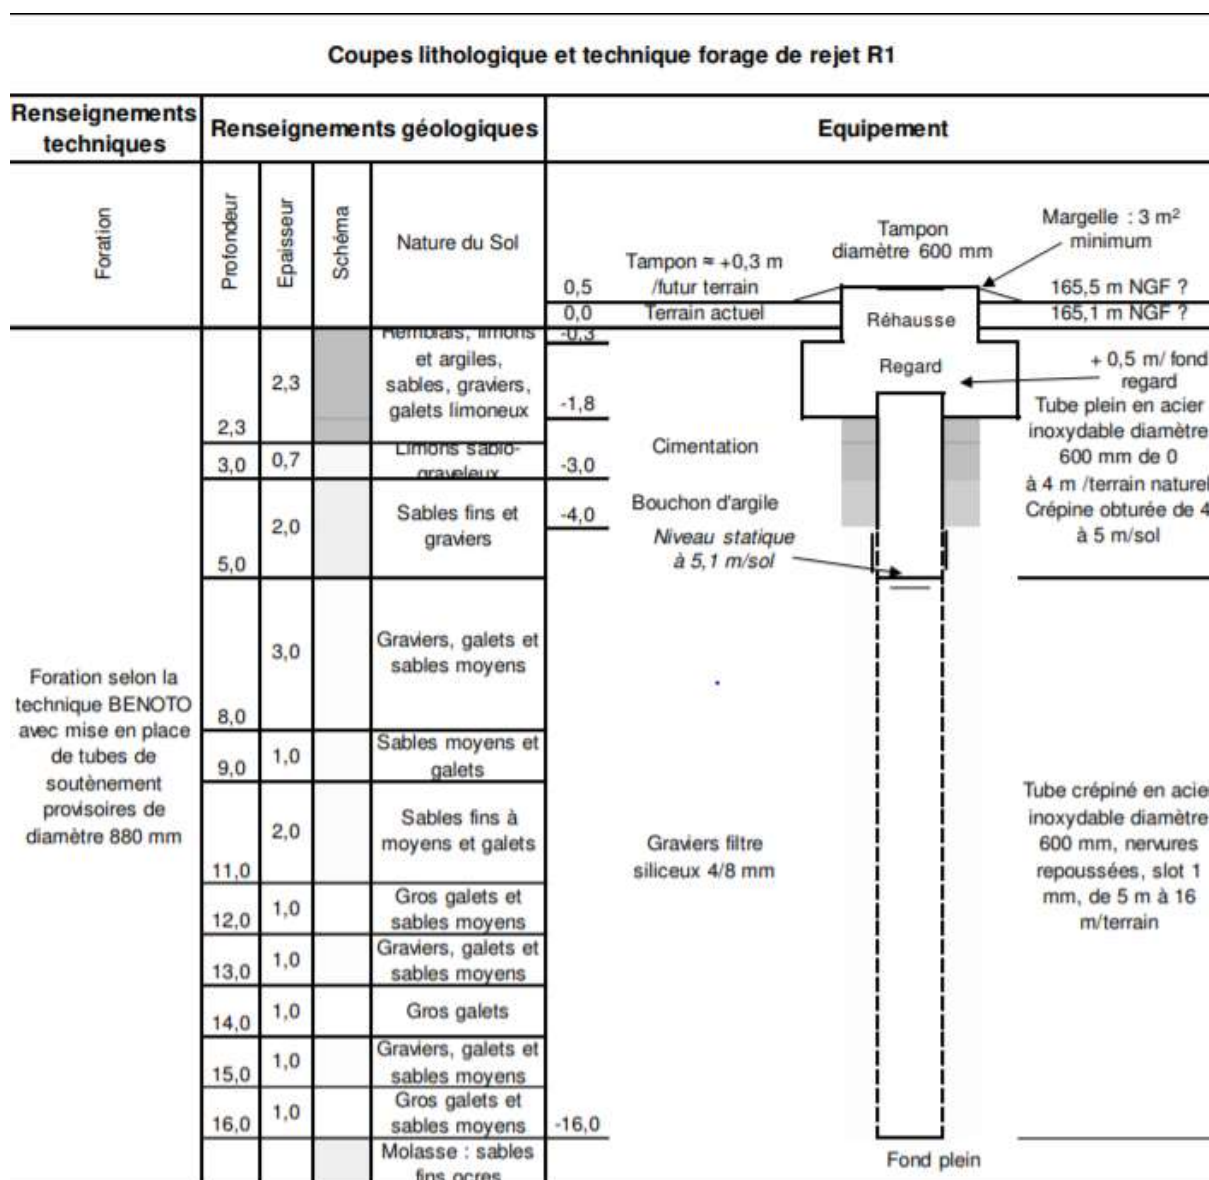 Coupes lithologique et technique forage de rejet R1
Renseignements
techniques
Renseignements géologiques
Equipement
Foration
Profondeur
Epaisseur
Schéma
Nature du Sol
Tampon ≈ +0,3 m
/futur terrain
Tampon
diamètre 600 mm
Margelle : 3 m²
minimum
0,5
165,5 m NGF ?
0,0
Terrain actuel
165,1 m NGF ?
Réhausse
Remblais, limons
et argiles,
sables, graviers,
galets limoneux
2,3
2,3
-0,3
-1,8
Regard
+ 0,5 m/ fond
regard
3,0
0,7
Limons sablo-
graveleux
-3,0
Cimentation
Tube plein en acier
inoxydable diamètre
600 mm de 0
à 4 m /terrain naturel
Crépine obturée de 4
à 5 m/sol
2,0
5,0
Sables fins et
graviers
-4,0
Bouchon d'argile
Niveau statique
à 5,1 m/sol
Foration selon la
technique BENOTO
avec mise en place
de tubes de
soutènement
provisoires de
diamètre 880 mm
3,0
8,0
Graviers, galets et
sables moyens
9,0
1,0
Sables moyens et
galets
2,0
11,0
Sables fins à
moyens et galets
Graviers filtre
siliceux 4/8 mm
Tube crépiné en acier
inoxydable diamètre
600 mm, nervures
repoussées, slot 1
mm, de 5 m à 16
m/terrain
12,0
1,0
Gros galets et
sables moyens
13,0
1,0
Graviers, galets et
sables moyens
14,0
1,0
Gros galets
15,0
1,0
Graviers, galets et
sables moyens
16,0
1,0
Gros galets et
sables moyens
-16,0
Molasse : sables
fins ocres
Fond plein